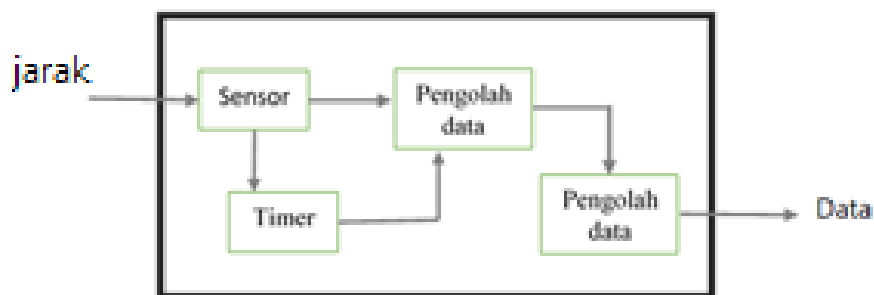 jarak
Sensor
Pengolah
data
Timer
Pengolah
data
Data